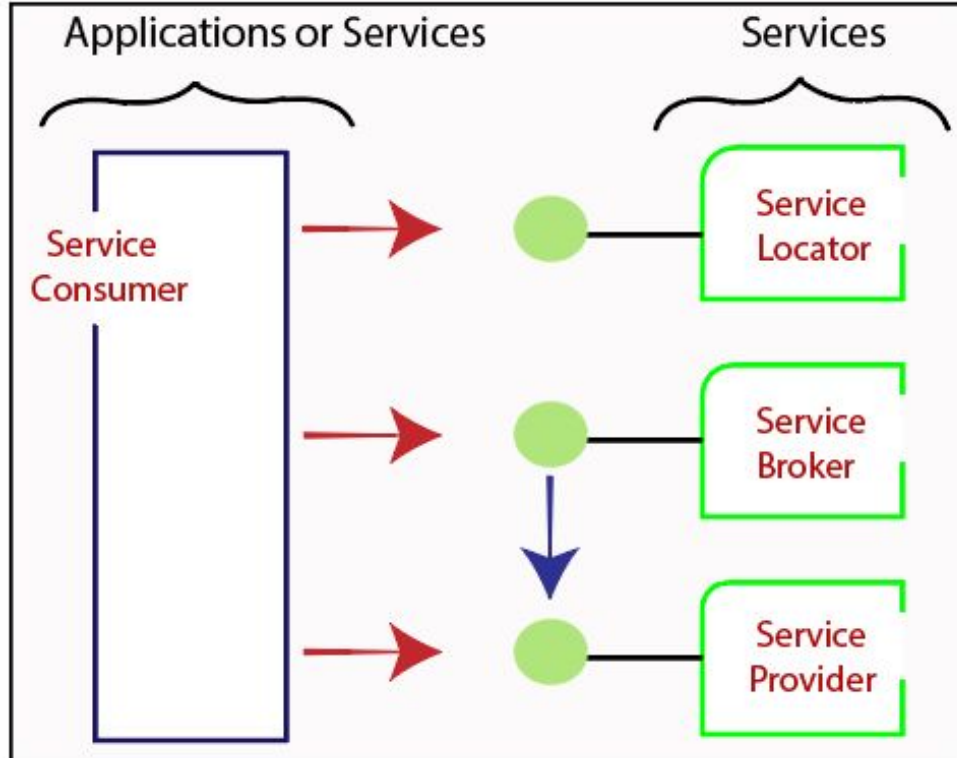 Applications or Services
Services
Service
Consumer
Service
Locator
Service
Broker
Service
Provider